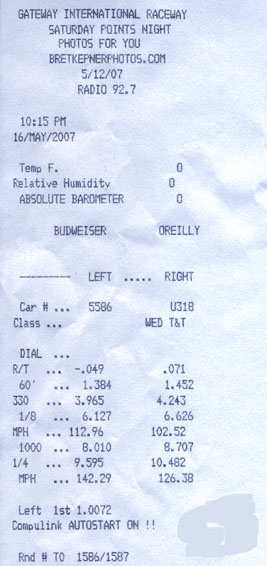 GATEWAY INTERNATIONAL RACEWAY
SATURDAY POINTS NIGHT
PHOTOS FOR YOU
BRETKEPNERPHOTOS.COM
5/12/07
RADIO 92.7
10:15 PM
16/MAY/2007
Temp F. 0
Relative Humidity 0
ABSOLUTE BAROMETER 0
BUDWEISER OREILLY
--------- LEFT ..... RIGHT
Car # ... 5586 U318
Class ... WED T&T
DIAL ...
R/T ... -.049 .071
60' ... 1.384 1.452
330 ... 3.965 4.243
1/8 ... 6.127 6.626
MPH ... 112.96 102.52
1000 ... 8.010 8.707
1/4 ... 9.595 10.482
MPH ... 142.29 126.38
Left 1st 1.0072
Compulink AUTOSTART ON !!
Rnd # TO 1586/1587